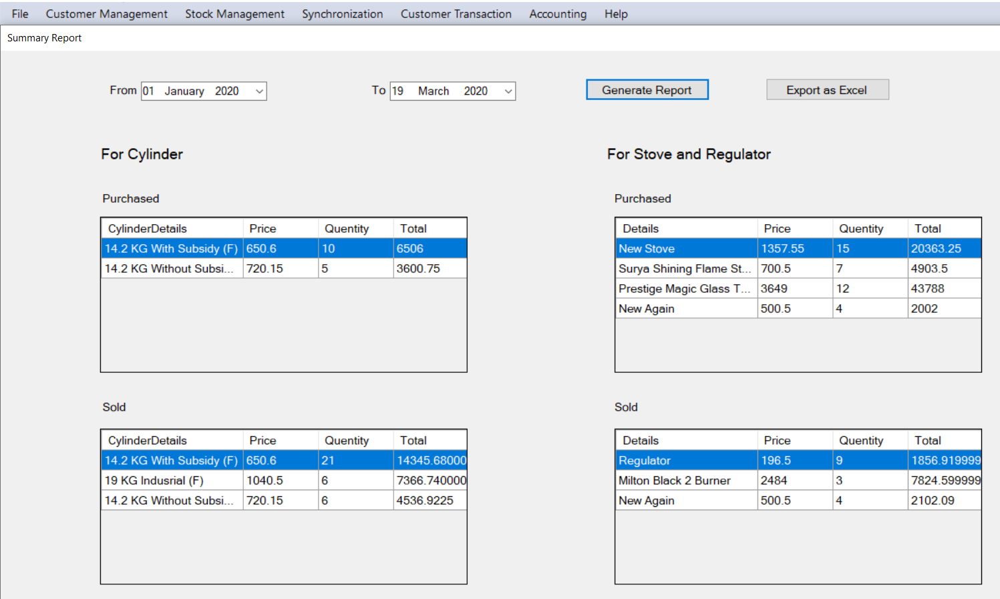 File Customer Management Stock Management Synchronization Customer Transaction Accounting Help
Summary Report
From 01 January 2020 To 19 March 2020 Generate Report Export as Excel
For Cylinder
Purchased
CylinderDetails Price Quentity Total
14.2 KG With Subsidy (F) 650.6 10 6506
14.2 KG Without Subsi... 720.15 5 3600.75
Sold
CylinderDetails Price Quentity Total
14.2 KG With Subsidy (F) 650.6 21 14345.68000
19 KG Indusrial (F) 1040.5 6 7366.740000
14.2 KG Without Subsi... 720.15 6 4536.9225
For Stove and Regulator
Purchased
Details Price Quentity Total
New Stove 1357.55 15 20363.25
Surya Shining Flame St... 700.5 7 4903.5
Prestige Magic Glass T... 3649 12 43788
New Again 500.5 4 2002
Sold
Details Price Quentity Total
Regulator 196.5 9 1856.919999
Milton Black 2 Burner 2484 3 7824.599999
New Again 500.5 4 2102.09